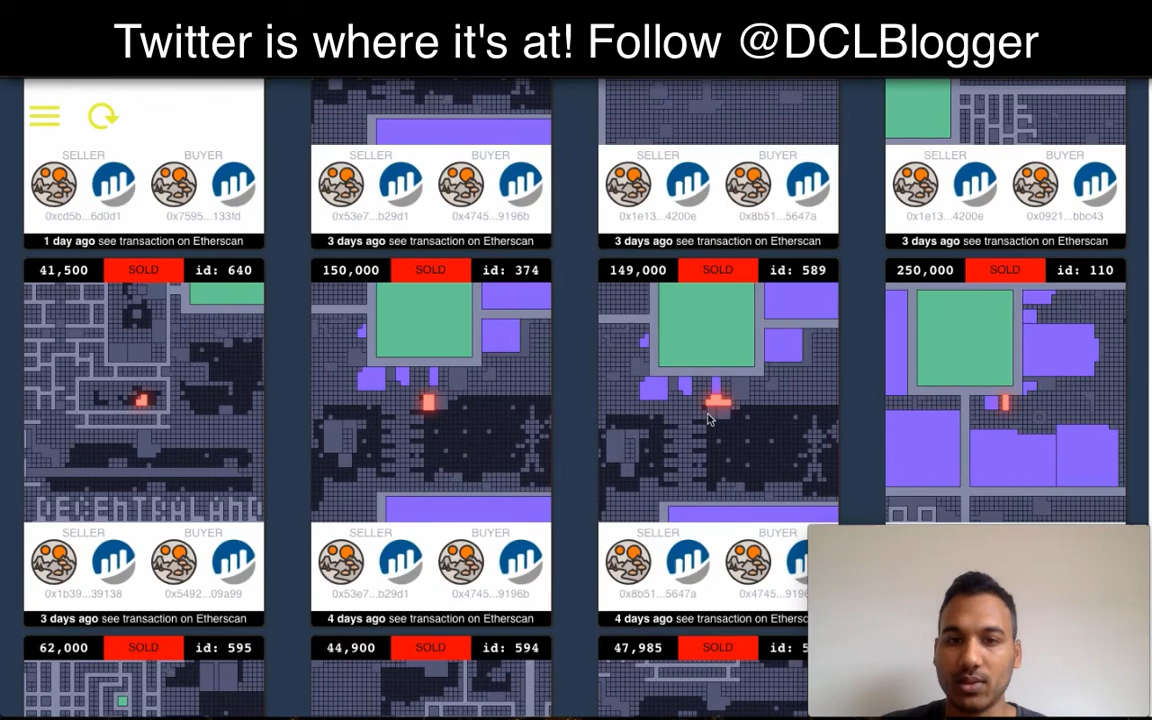 Twitter is where it's at! Follow @DCLBlogger
SELLER BUYER SELLER BUYER SELLER BUYER SELLER BUYER
0xcd5b...6d0d1 0x7595...133fd 0x53e7...b29d1 0x4745...9196b 0x1e13...4200e 0x8b51...5647a 0x1e13...4200e 0x0921...bbc43
1 day ago see transaction on Etherscan 3 days ago see transaction on Etherscan 3 days ago see transaction on Etherscan 3 days ago see transaction on Etherscan
41,500 SOLD id: 640 150,000 SOLD id: 374 149,000 SOLD id: 589 250,000 SOLD id: 110
DECENTRALAND
SELLER BUYER SELLER BUYER SELLER BUYER
0x1b39...39138 0x5492...09a99 0x53e7...b29d1 0x4745...9196b 0x8b51...5647a 0x4745...9196
3 days ago see transaction on Etherscan 4 days ago see transaction on Etherscan 4 days ago see transaction on Ethersc
62,000 SOLD id: 595 44,900 SOLD id: 594 47,985 SOLD id: 5